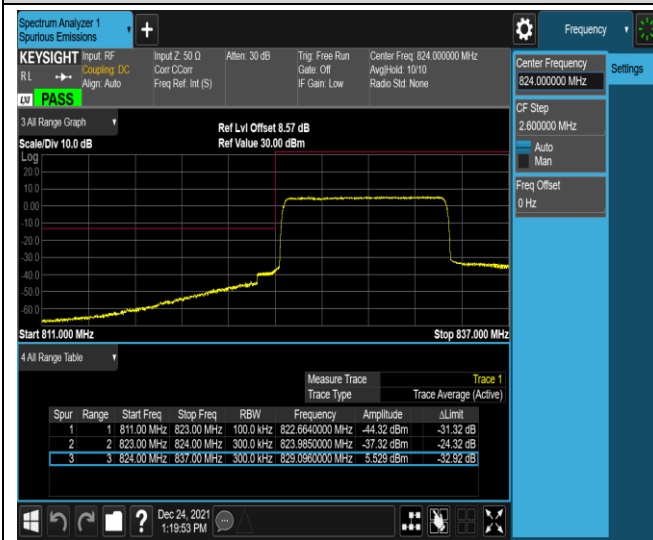 Spectrum Analyzer 1
Spurious Emissions
+
Frequency
KEYSIGHT Input: RF Input Z: 50 Ω Atten: 30 dB Trig: Free Run Center Freq: 824.000000 MHz
RL Coupling: DC Corr CCorr Gate: Off Avg|Hold: 10/10
Align: Auto Freq Ref: Int (S) IF Gain: Low Radio Std: None
PASS
Center Frequency
824.000000 MHz
Settings
CF Step
2.600000 MHz
Auto
Man
Freq Offset
0 Hz
3 All Range Graph
Ref Lvl Offset 8.57 dB
Scale/Div 10.0 dB Ref Value 30.00 dBm
Log
20.0
10.0
0.00
-10.0
-20.0
-30.0
-40.0
-50.0
-60.0
Start 811.000 MHz Stop 837.000 MHz
4 All Range Table
Measure Trace Trace 1
Trace Type Trace Average (Active)
Spur Range Start Freq Stop Freq RBW Frequency Amplitude ΔLimit
1 1 811.00 MHz 823.00 MHz 100.0 kHz 822.6640000 MHz -44.32 dBm -31.32 dB
2 2 823.00 MHz 824.00 MHz 300.0 kHz 823.9850000 MHz -37.32 dBm -24.32 dB
3 3 824.00 MHz 837.00 MHz 300.0 kHz 829.0960000 MHz 5.529 dBm -32.92 dB
? Dec 24, 2021
1:19:53 PM